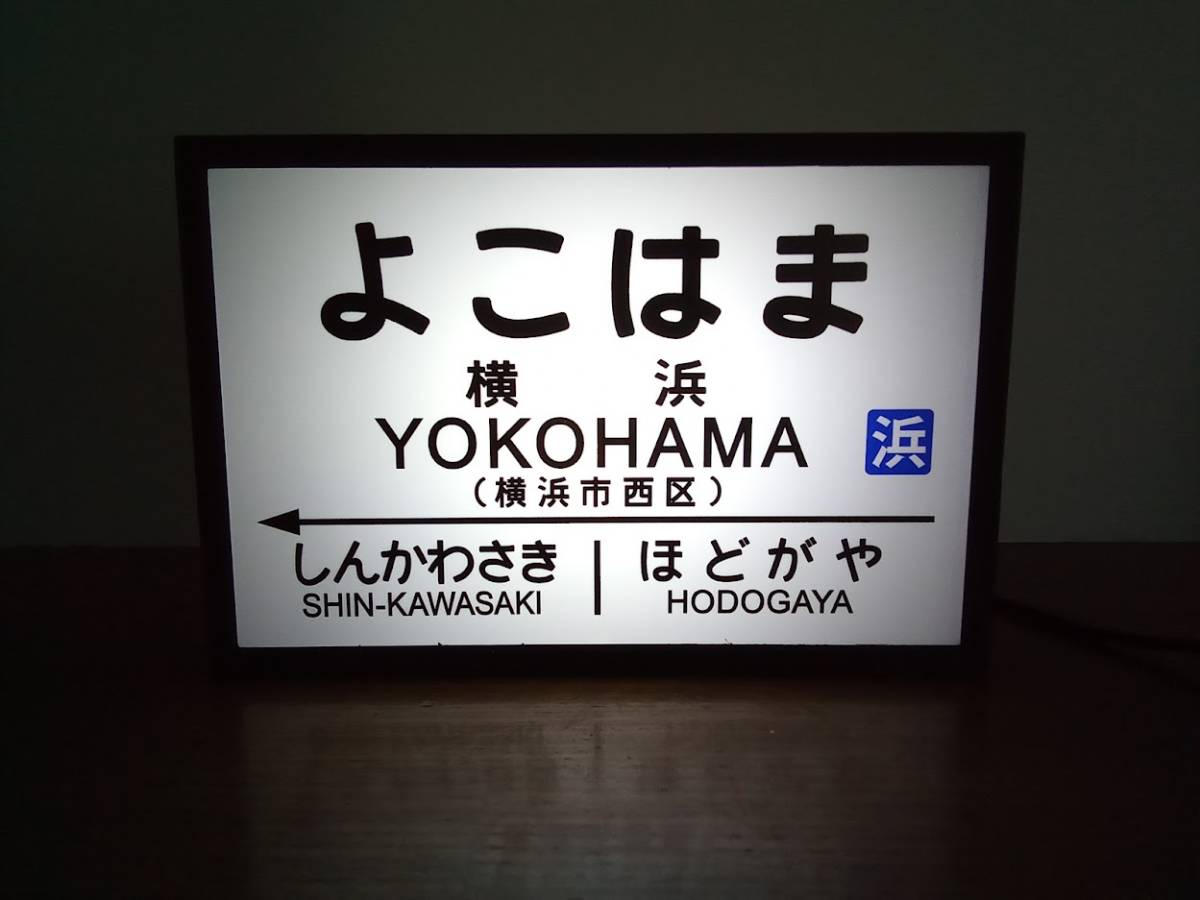 よこはま
横浜
YOKOHAMA
浜
（横浜市西区）
しんかわさき | ほどがや
SHIN-KAWASAKI HODOGAYA